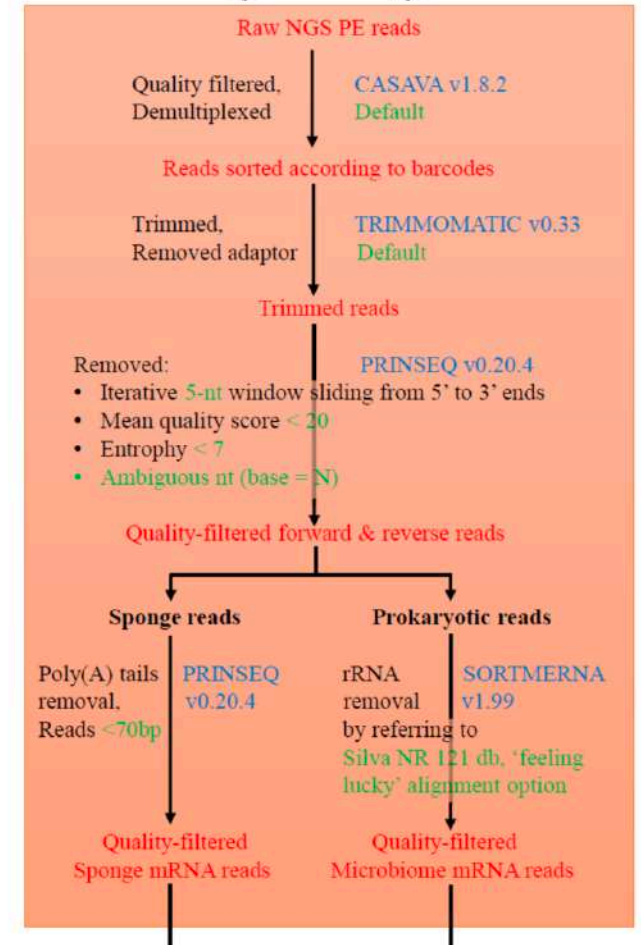 Raw NGS PE reads
Quality filtered, CASAVA v1.8.2
Demultiplexed Default
Reads sorted according to barcodes
Trimmed, TRIMMOMATIC v0.33
Removed adaptor Default
Trimmed reads
Removed: PRINSEQ v0.20.4
• Iterative 5-nt window sliding from 5’ to 3’ ends
• Mean quality score < 20
• Entrophy < 7
• Ambiguous nt (base = N)
Quality-filtered forward & reverse reads
Sponge reads Prokaryotic reads
Poly(A) tails PRINSEQ rRNA SORTMERNA
removal, v0.20.4 removal v1.99
Reads <70bp by referring to
Silva NR 121 db, ‘feeling
lucky’ alignment option
Quality-filtered Quality-filtered
Sponge mRNA reads Microbiome mRNA reads